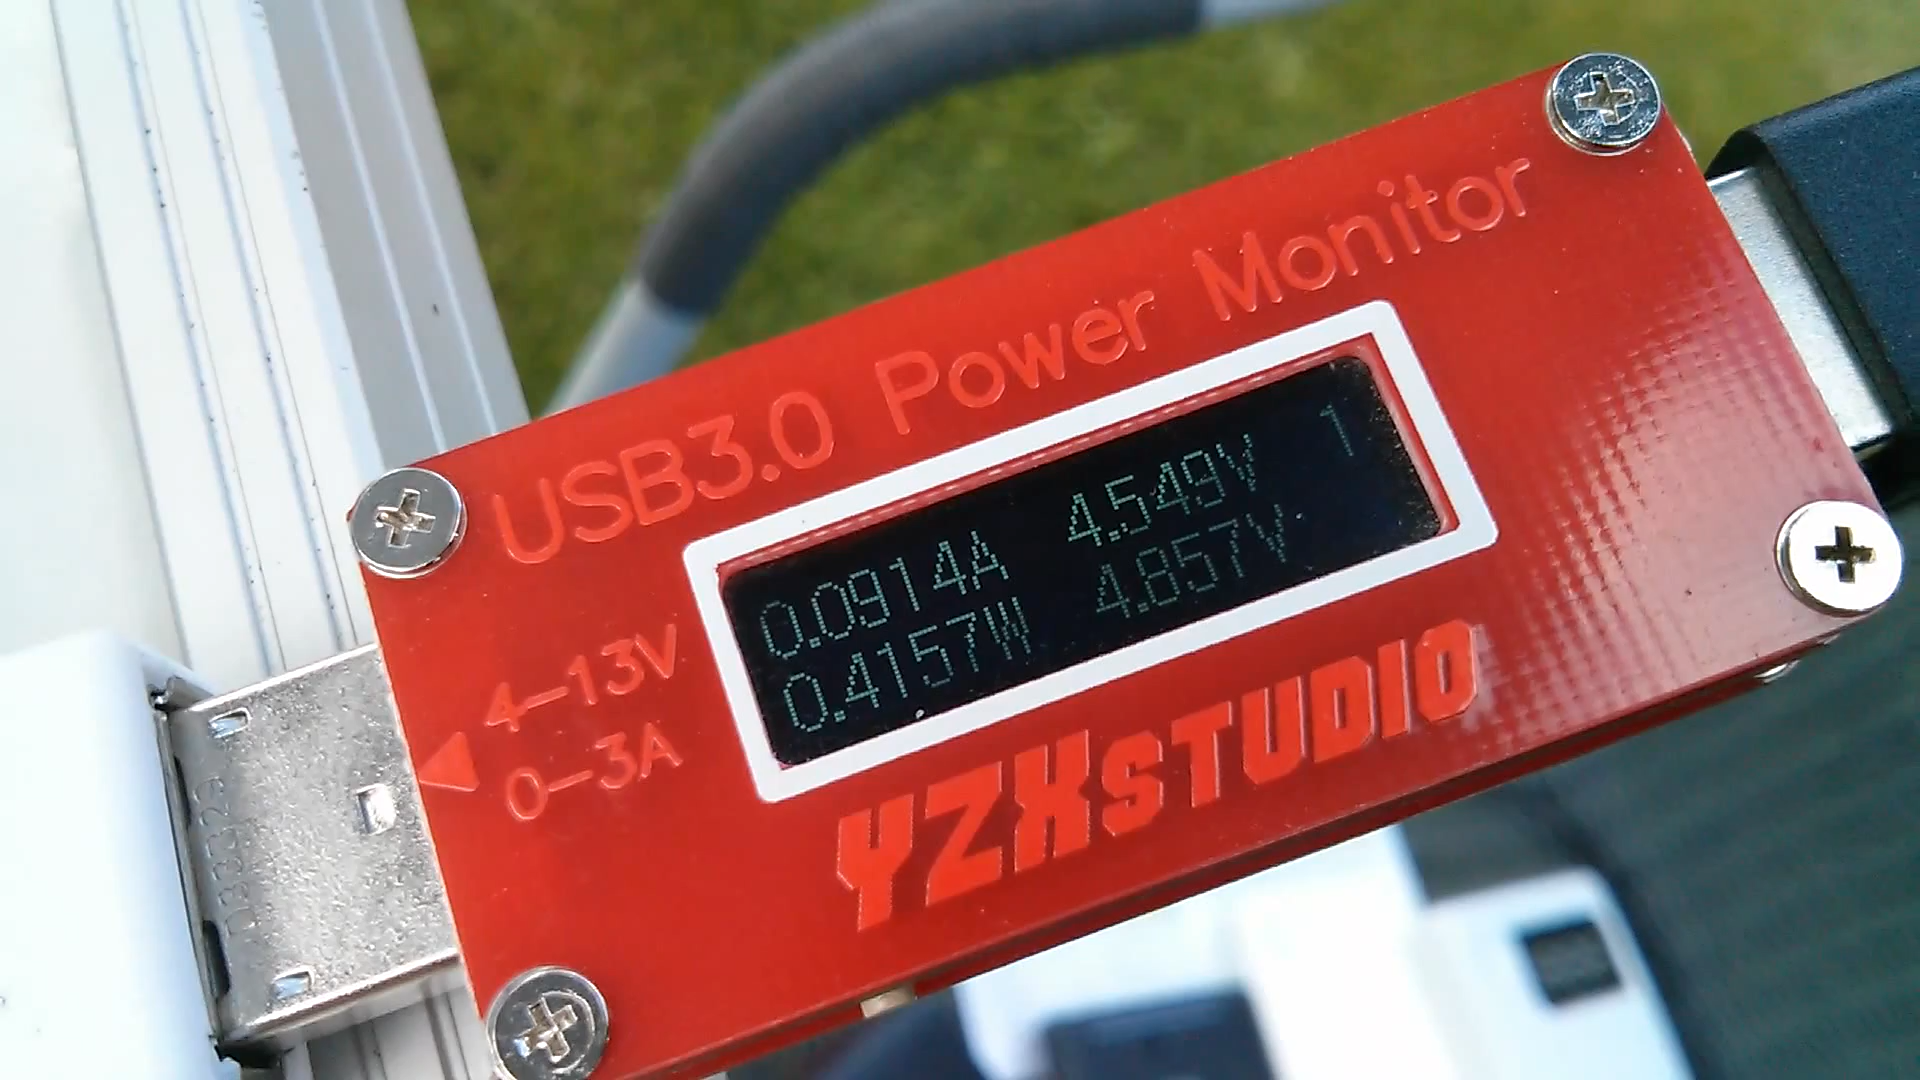 USB3.0 Power Monitor
0.0914A 4.549V 1
0.4157W 4.857V
4-13V
0-3A
YZXSTUDIO